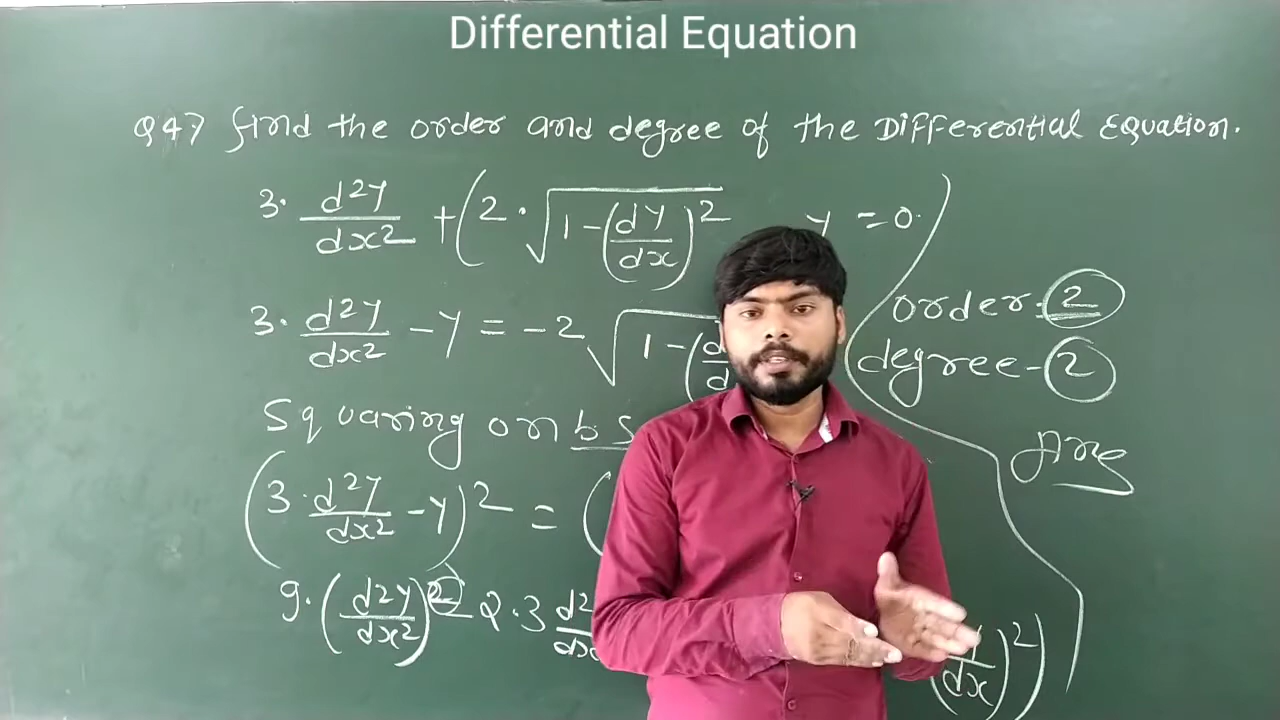 Differential Equation
Q47 find the order and degree of the Differential Equation.
3. d2y/dx2 + (2. √1-(dy/dx)2 y =0.
3. d2y/dx2 -y = -2 √1-(d/d
Squaring on b s
(3. d2y/dx2 -y)2 = (
9. (d2y/dx2)2 - 2.3 d2/dx
dx)2)
order- 2
degree- 2
Ans